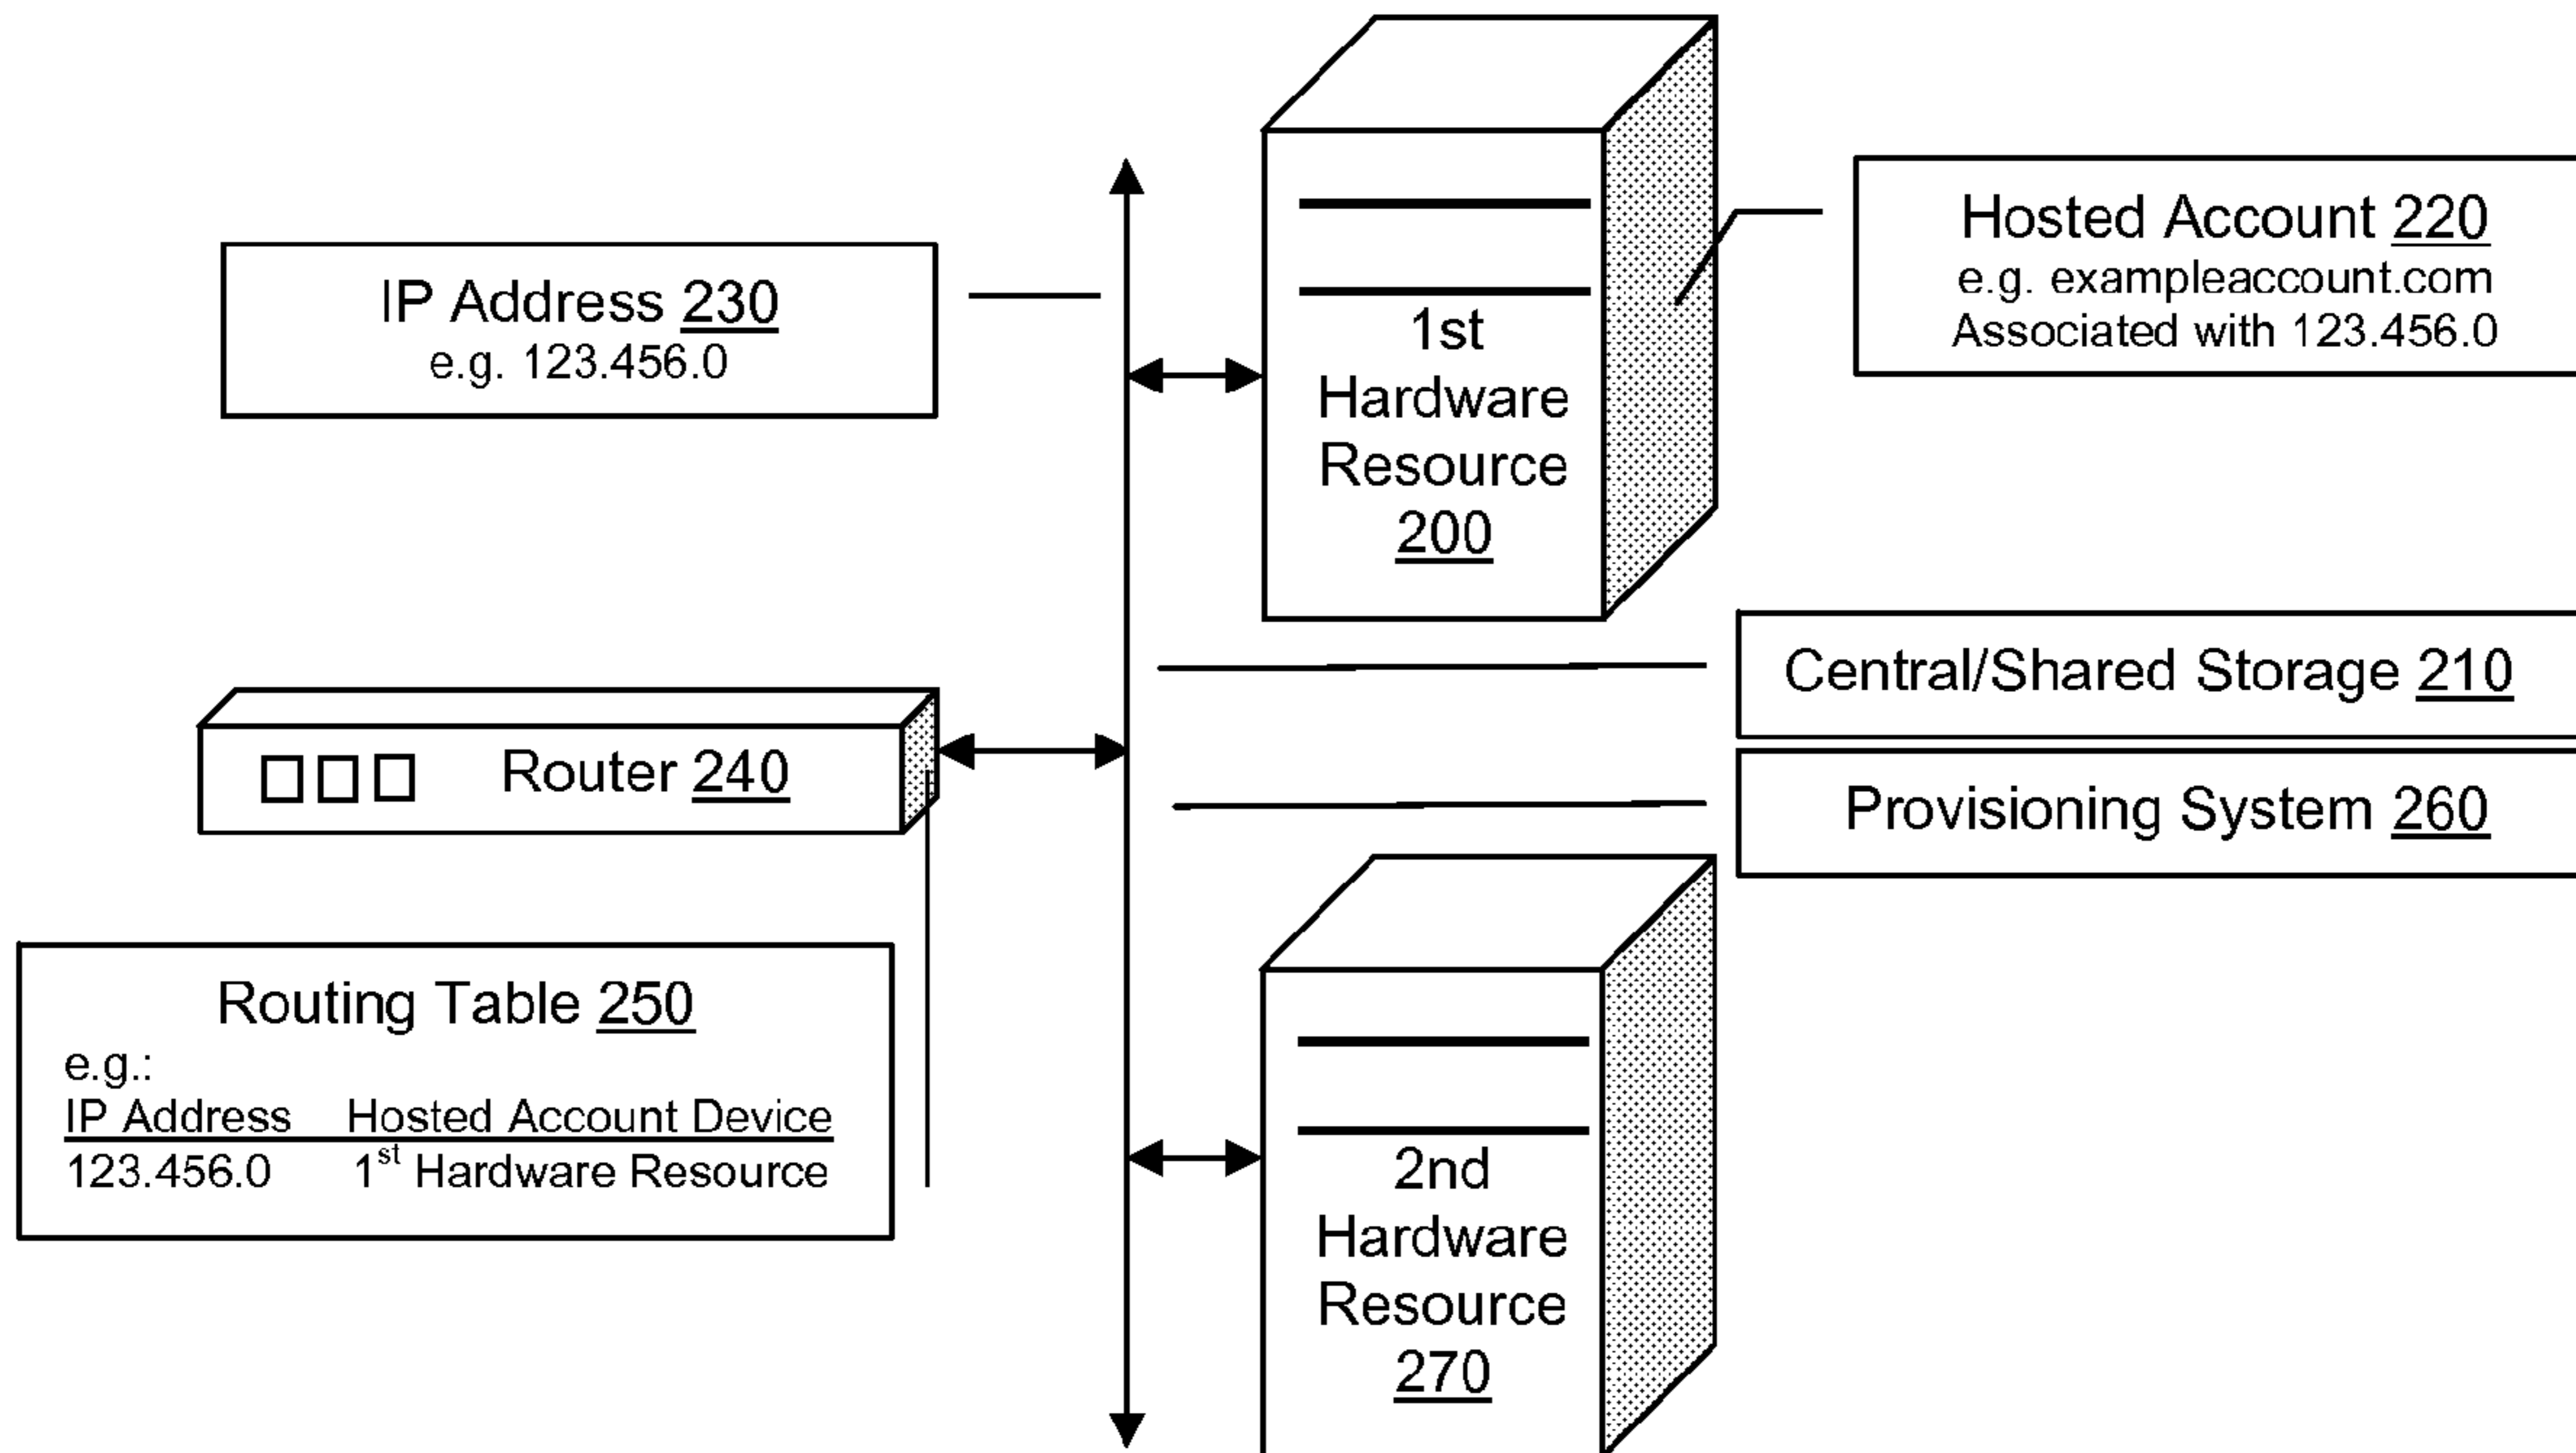 IP Address 230
e.g. 123.456.0
1st
Hardware
Resource
200
Hosted Account 220
e.g. exampleaccount.com
Associated with 123.456.0
Central/Shared Storage 210
Router 240
Provisioning System 260
Routing Table 250
e.g.:
IP Address Hosted Account Device
123.456.0 1st Hardware Resource
2nd
Hardware
Resource
270